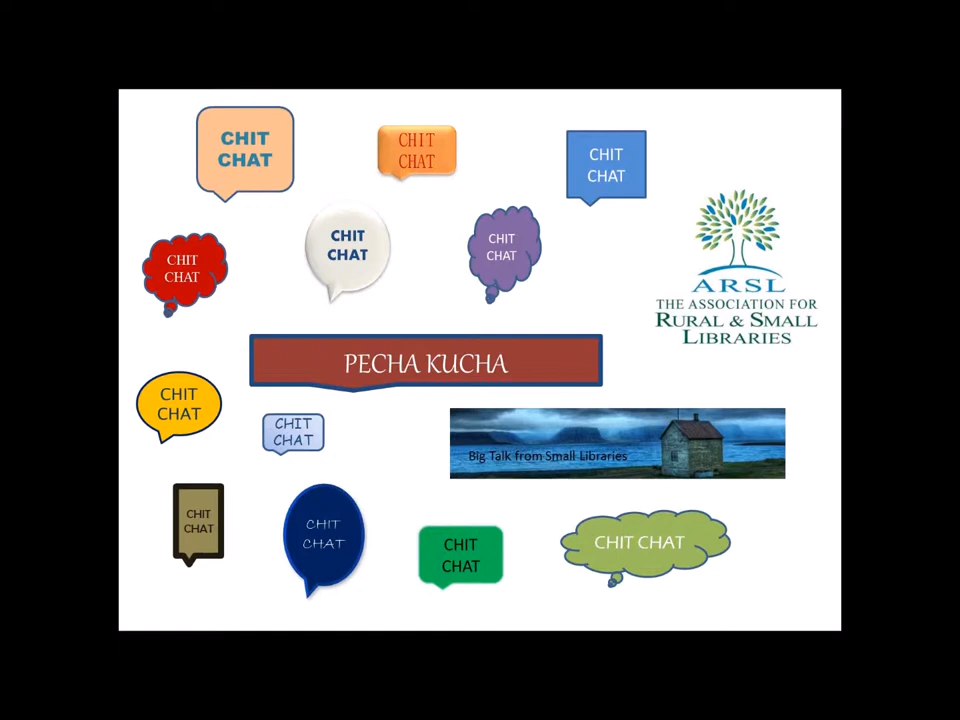 CHIT
CHAT
CHIT
CHAT
CHIT
CHAT
CHIT
CHAT
CHIT
CHAT
CHIT
CHAT
ARSL
THE ASSOCIATION FOR
RURAL & SMALL
LIBRARIES
PECHA KUCHA
CHIT
CHAT
CHIT
CHAT
Big Talk from Small Libraries
CHIT
CHAT
CHIT
CHAT
CHIT
CHAT
CHIT CHAT